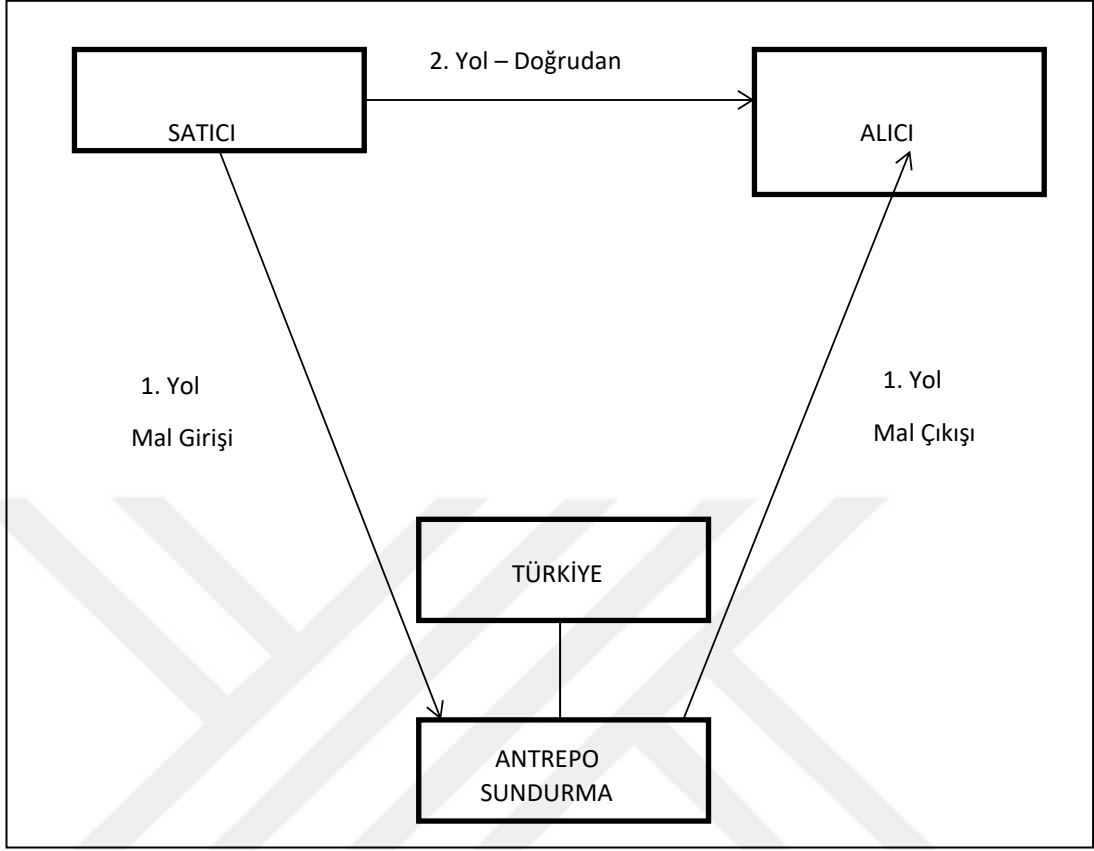 2. Yol – Doğrudan
SATICI
ALICI
1. Yol
Mal Girişi
1. Yol
Mal Çıkışı
TÜRKİYE
ANTREPO
SUNDURMA